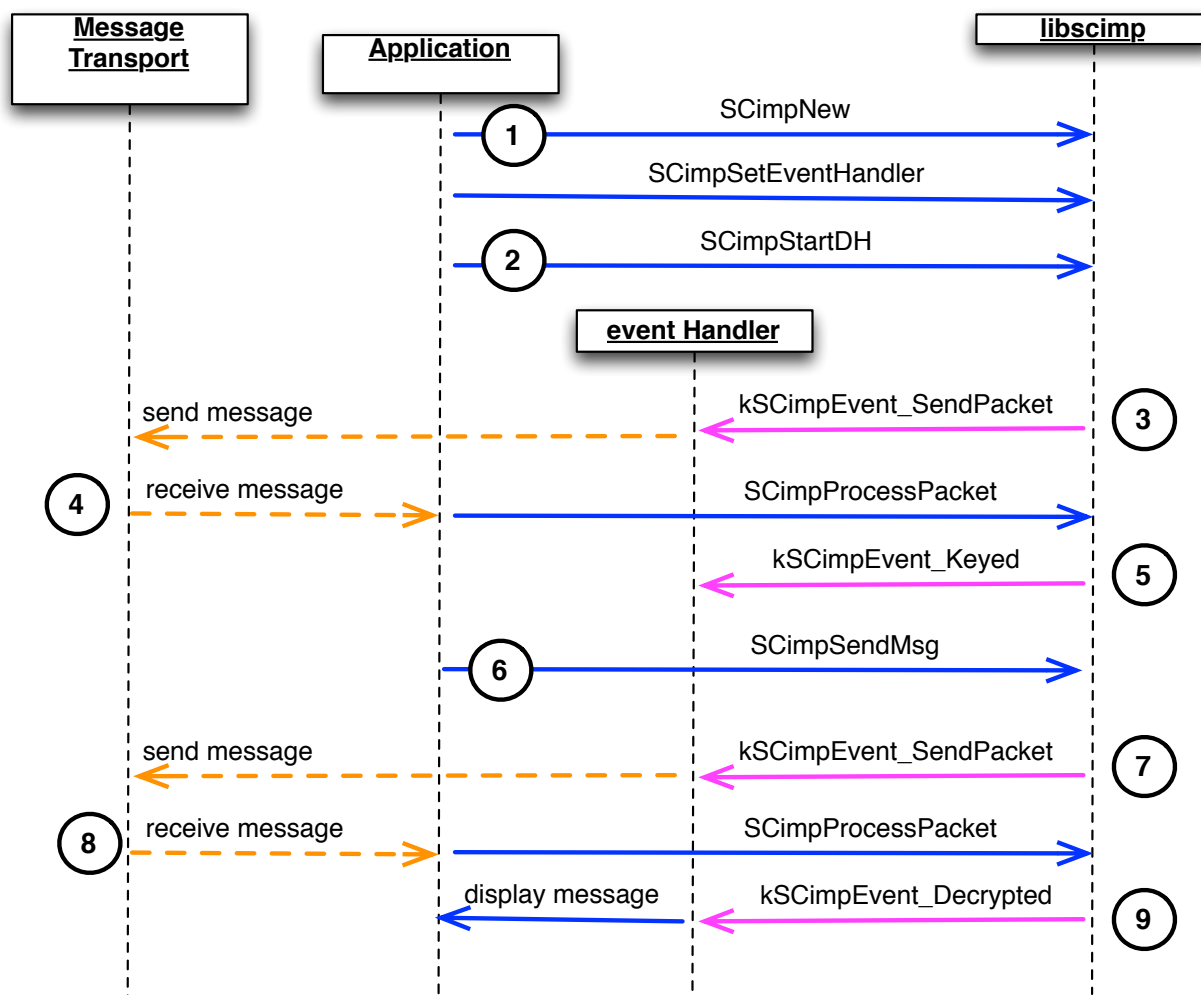 Message
Transport
Application
libscimp
SCimpNew
1
SCimpSetEventHandler
SCimpStartDH
2
event Handler
send message
kSCimpEvent_SendPacket
3
4
receive message
SCimpProcessPacket
kSCimpEvent_Keyed
5
SCimpSendMsg
6
send message
kSCimpEvent_SendPacket
7
8
receive message
SCimpProcessPacket
display message
kSCimpEvent_Decrypted
9